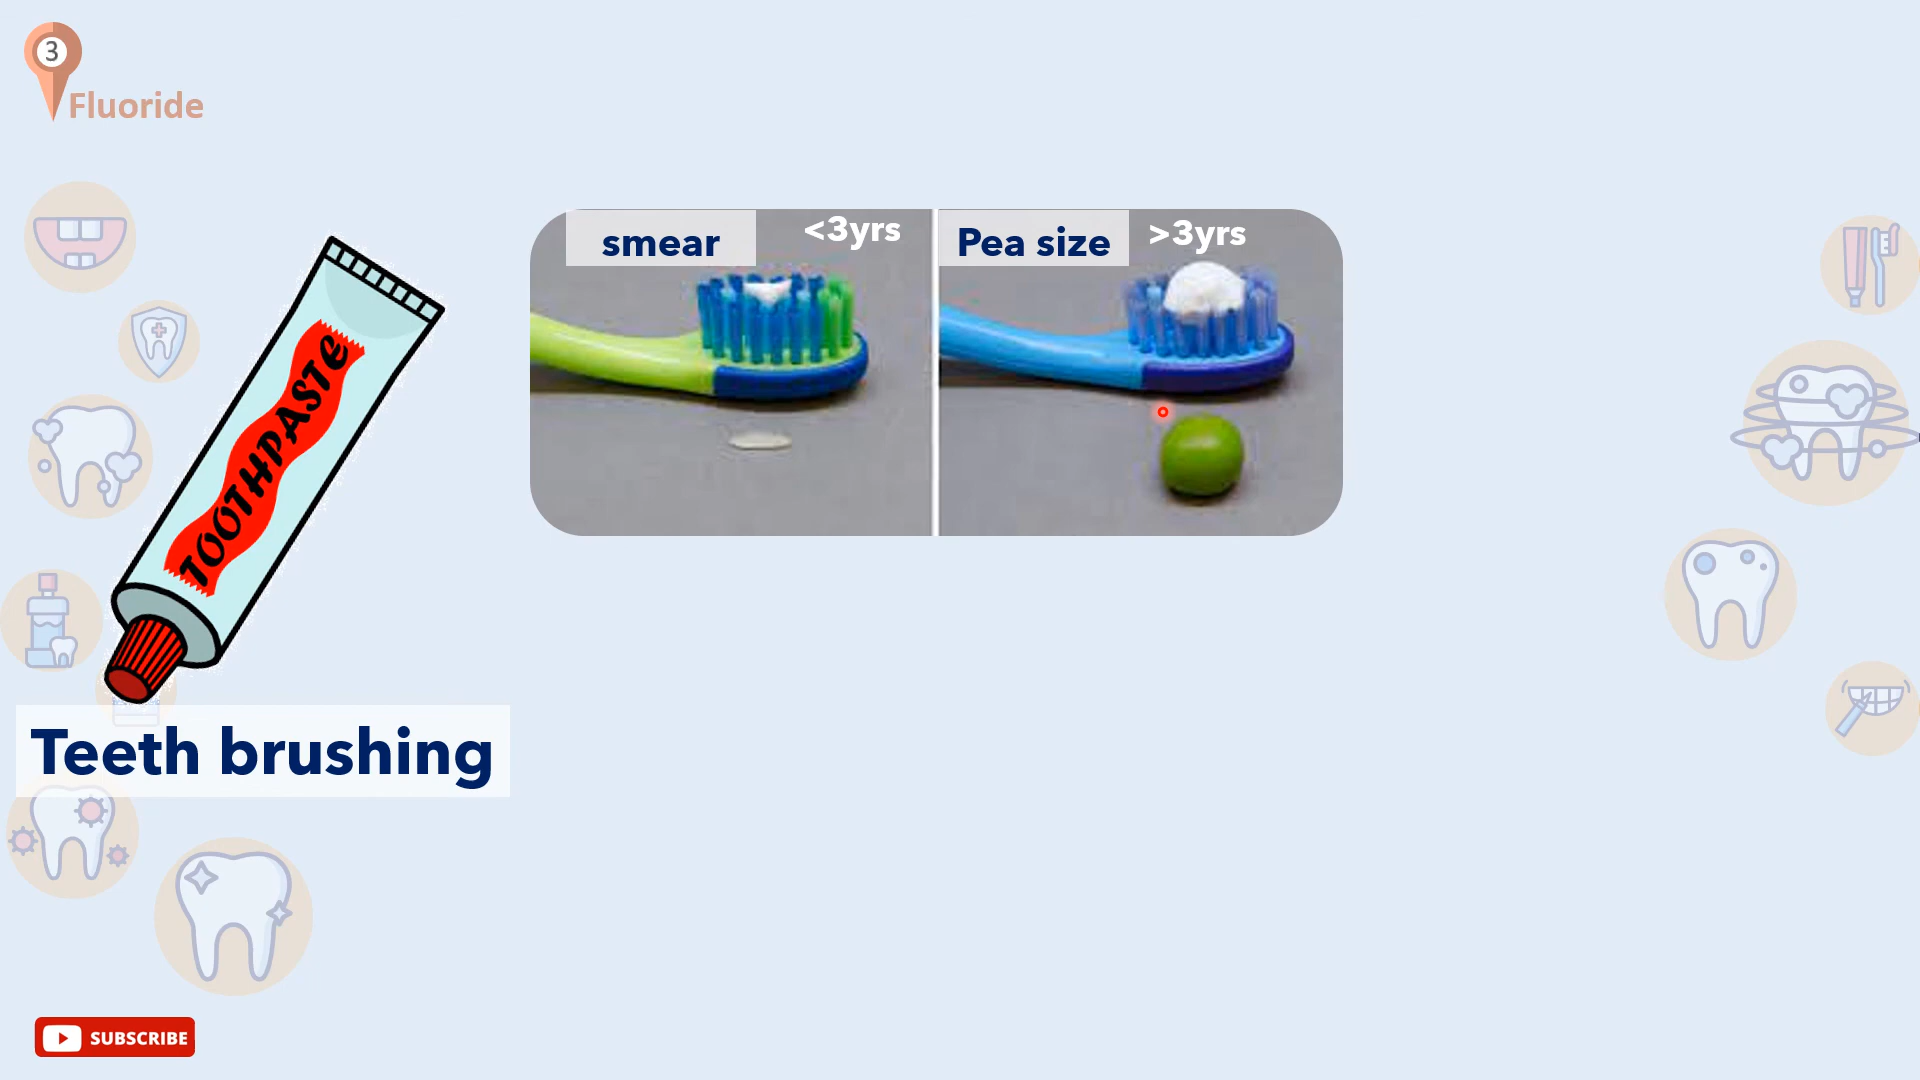 3
Fluoride
smear
<3yrs
Pea size
>3yrs
TOOTHPASTE
Teeth brushing
SUBSCRIBE